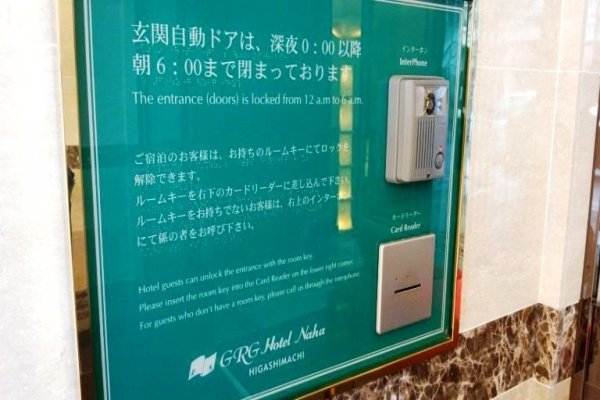 玄関自動ドアは、深夜0:00以降
朝6:00まで閉まっております
The entrance (doors) is locked from 12 a.m to 6 a.m.
インターホン
InterPhone
ご宿泊のお客様は、お持ちのルームキーにてロックを
解除できます。
ルームキーを右下のカードリーダーに差し込んで下さい。
ルームキーをお持ちでないお客様は、右上のインターホン
にて係の者をお呼び下さい。
カードリーダー
Card Reader
Hotel guests can unlock the entrance with the room key.
Please insert the room key into the Card Reader on the lower right corner.
For guests who don't have a room key, please call us through the interphone.
GRG Hotel Naha
HIGASHIMACHI